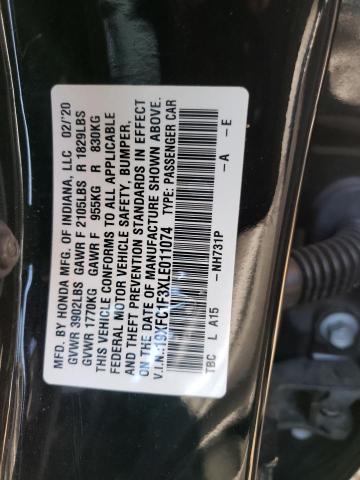 MFD. BY HONDA MFG. OF INDIANA, LLC 02/'20
GVWR 3902LBS GAWR F 2105LBS R 1829LBS
GVWR 1770KG GAWR F 955KG R 830KG
THIS VEHICLE CONFORMS TO ALL APPLICABLE
FEDERAL MOTOR VEHICLE SAFETY, BUMPER,
AND THEFT PREVENTION STANDARDS IN EFFECT
ON THE DATE OF MANUFACTURE SHOWN ABOVE.
V.I.N.: 19XFC1F3XLE011074 TYPE: PASSENGER CAR
-NH731P -A -E
TBC L A15